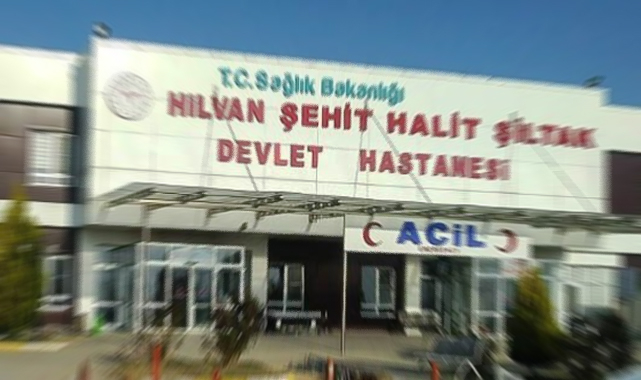 T.C. Sağlık Bakanlığı
HİLVAN ŞEHİT HALİT ŞILTAK
DEVLET HASTANESİ
ACİL